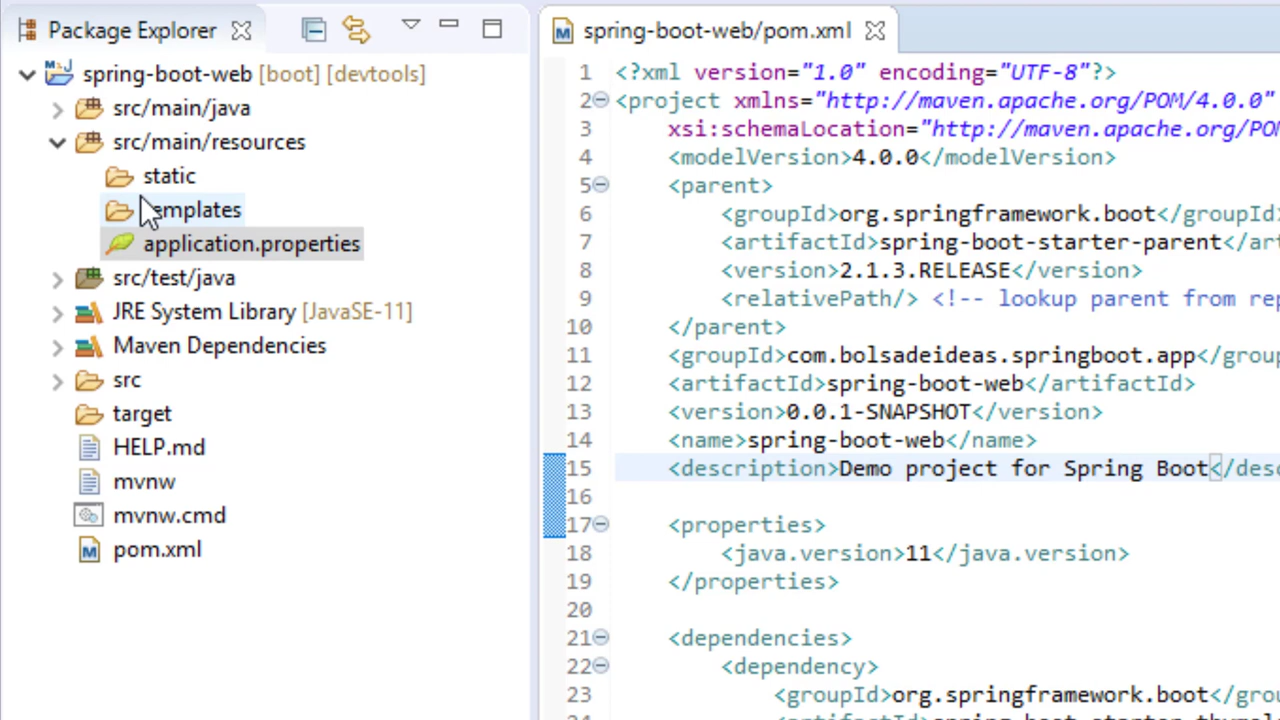 Package Explorer
spring-boot-web [boot] [devtools]
src/main/java
src/main/resources
static
templates
application.properties
src/test/java
JRE System Library [JavaSE-11]
Maven Dependencies
src
target
HELP.md
mvnw
mvnw.cmd
pom.xml
spring-boot-web/pom.xml
1 <?xml version="1.0" encoding="UTF-8"?>
2 <project xmlns="http://maven.apache.org/POM/4.0.0"
3 xsi:schemaLocation="http://maven.apache.org/PO
4 <modelVersion>4.0.0</modelVersion>
5 <parent>
6 <groupId>org.springframework.boot</groupId>
7 <artifactId>spring-boot-starter-parent</ar
8 <version>2.1.3.RELEASE</version>
9 <relativePath/> <!-- lookup parent from rep
10 </parent>
11 <groupId>com.bolsadeideas.springboot.app</group
12 <artifactId>spring-boot-web</artifactId>
13 <version>0.0.1-SNAPSHOT</version>
14 <name>spring-boot-web</name>
15 <description>Demo project for Spring Boot</desc
16
17 <properties>
18 <java.version>11</java.version>
19 </properties>
20
21 <dependencies>
22 <dependency>
23 <groupId>org.springframework.boot</gro